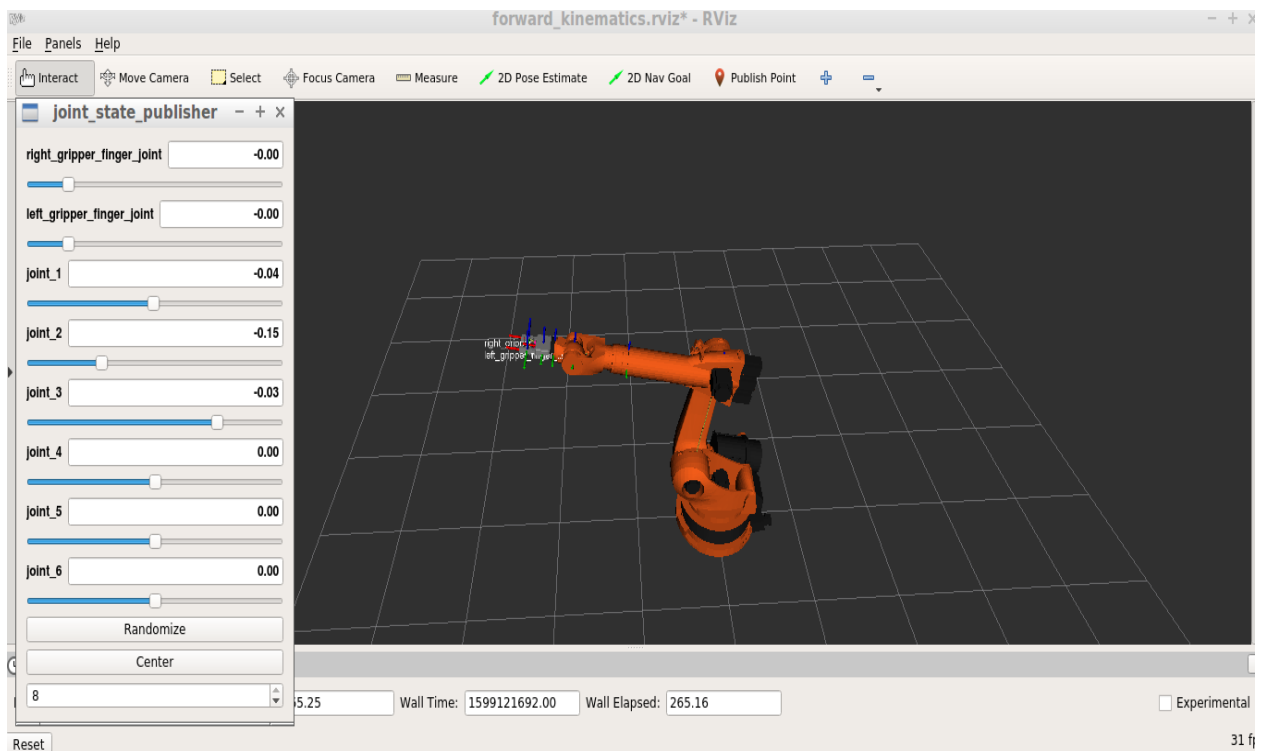 forward_kinematics.rviz* - RViz
File Panels Help
Interact Move Camera Select Focus Camera Measure 2D Pose Estimate 2D Nav Goal Publish Point
joint_state_publisher
right_gripper_finger_joint -0.00
left_gripper_finger_joint -0.00
joint_1 -0.04
joint_2 -0.15
joint_3 -0.03
joint_4 0.00
joint_5 0.00
joint_6 0.00
Randomize
Center
8
5.25 Wall Time: 1599121692.00 Wall Elapsed: 265.16 Experimental
Reset 31